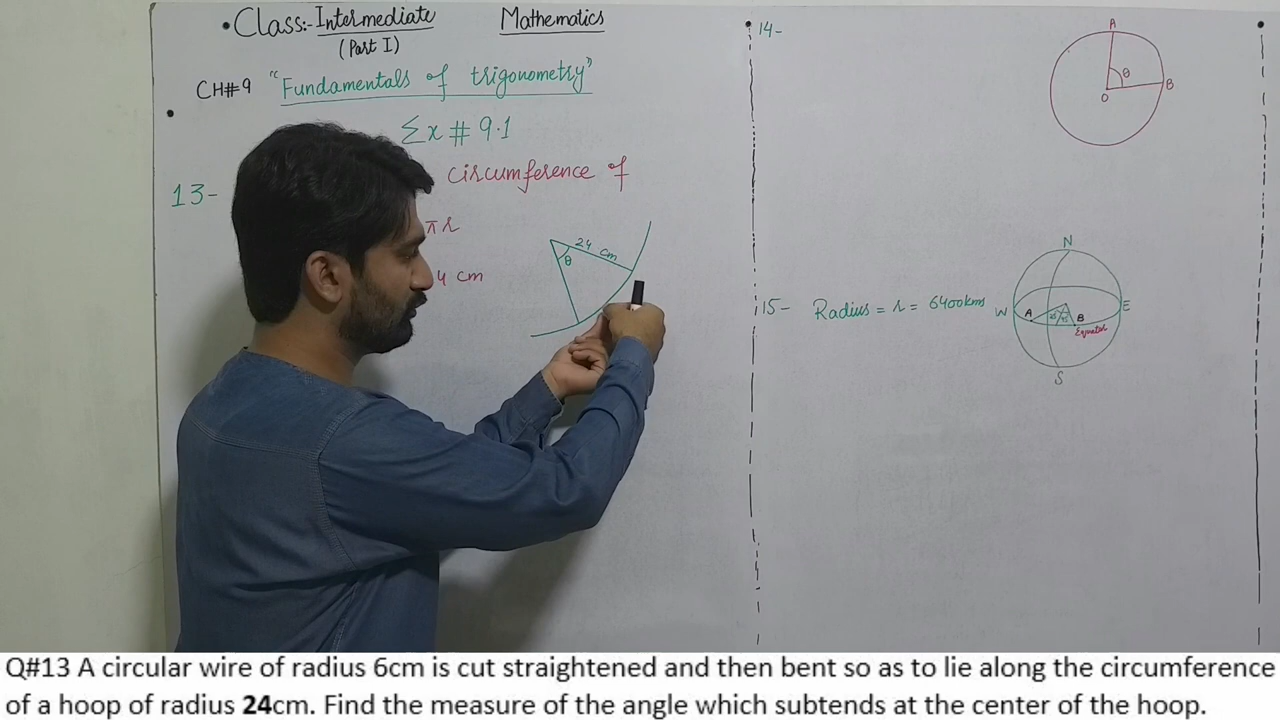 •Class:- Intermediate Mathematics
(Part I)
CH#9 "Fundamentals of trigonometry"
Ex # 9.1
13- circumference of
πr
4 cm
24 cm
θ
14-
A
θ
O B
15- Radius = r = 6400kms
N
W E
A B
Equator
S
Q#13 A circular wire of radius 6cm is cut straightened and then bent so as to lie along the circumference
of a hoop of radius 24cm. Find the measure of the angle which subtends at the center of the hoop.